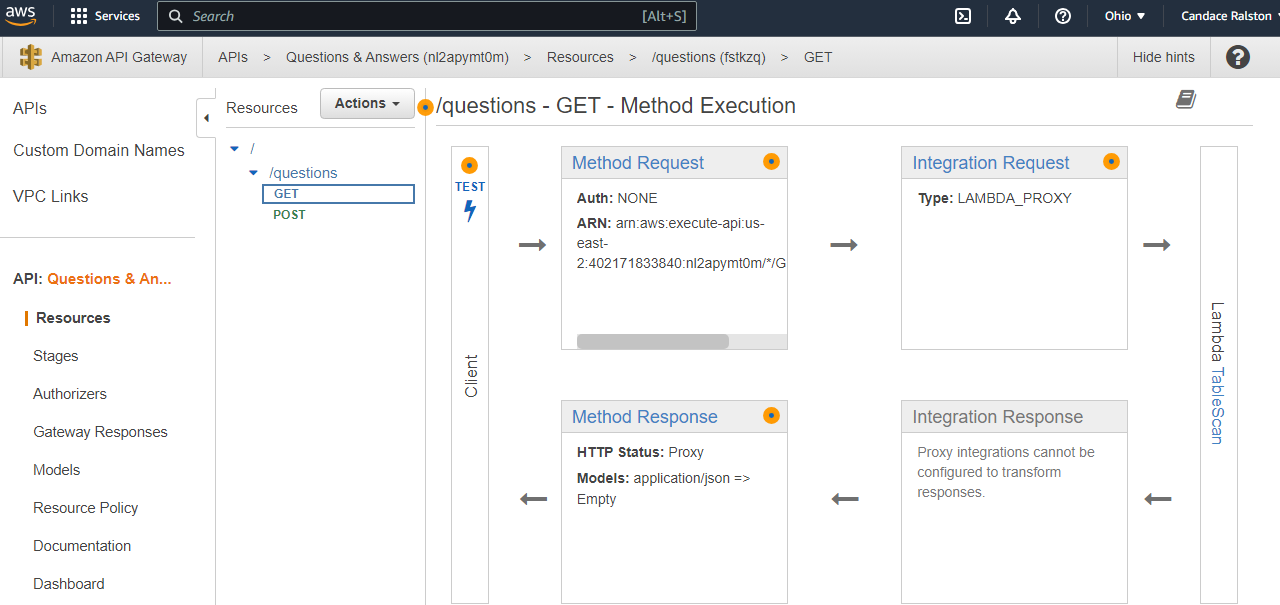 aws
Services
Search
[Alt+S]
Ohio
Candace Ralston
Amazon API Gateway
APIs > Questions & Answers (nl2apymt0m) > Resources > /questions (fstkzq) > GET
Hide hints
APIs
Custom Domain Names
VPC Links
API: Questions & An...
Resources
Stages
Authorizers
Gateway Responses
Models
Resource Policy
Documentation
Dashboard
Resources
Actions
/
/questions
GET
POST
/questions - GET - Method Execution
TEST
Client
Method Request
Auth: NONE
ARN: arn:aws:execute-api:us-
east-
2:402171833840:nl2apymt0m/*/G
Integration Request
Type: LAMBDA_PROXY
Lambda TableScan
Method Response
HTTP Status: Proxy
Models: application/json =>
Empty
Integration Response
Proxy integrations cannot be
configured to transform
responses.